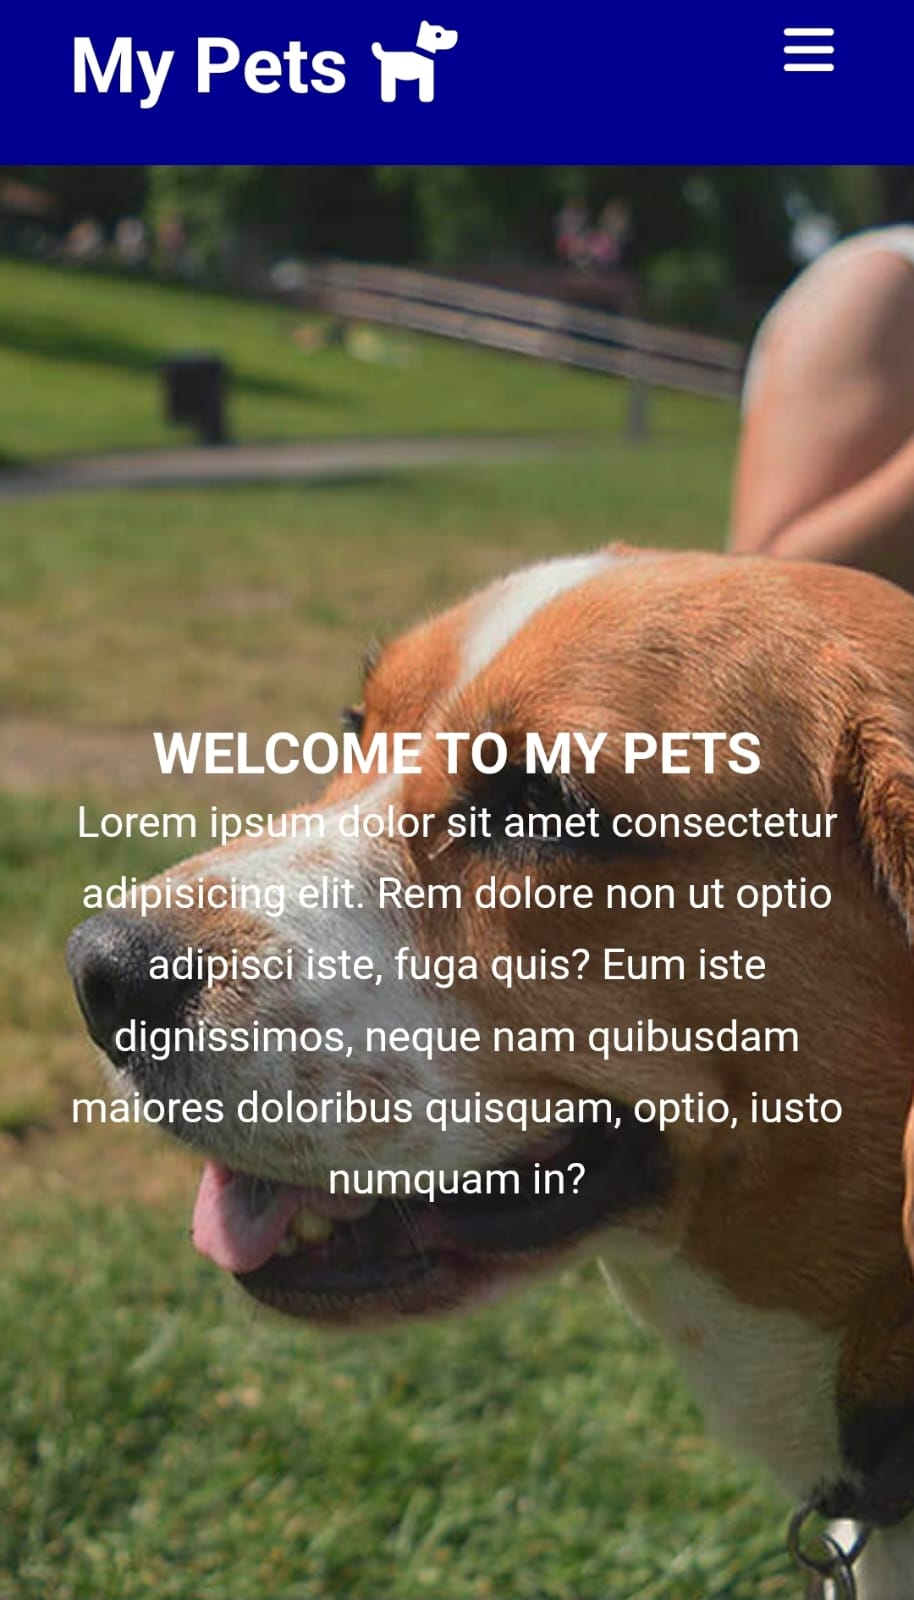 My Pets
WELCOME TO MY PETS
Lorem ipsum dolor sit amet consectetur
adipisicing elit. Rem dolore non ut optio
adipisci iste, fuga quis? Eum iste
dignissimos, neque nam quibusdam
maiores doloribus quisquam, optio, iusto
numquam in?